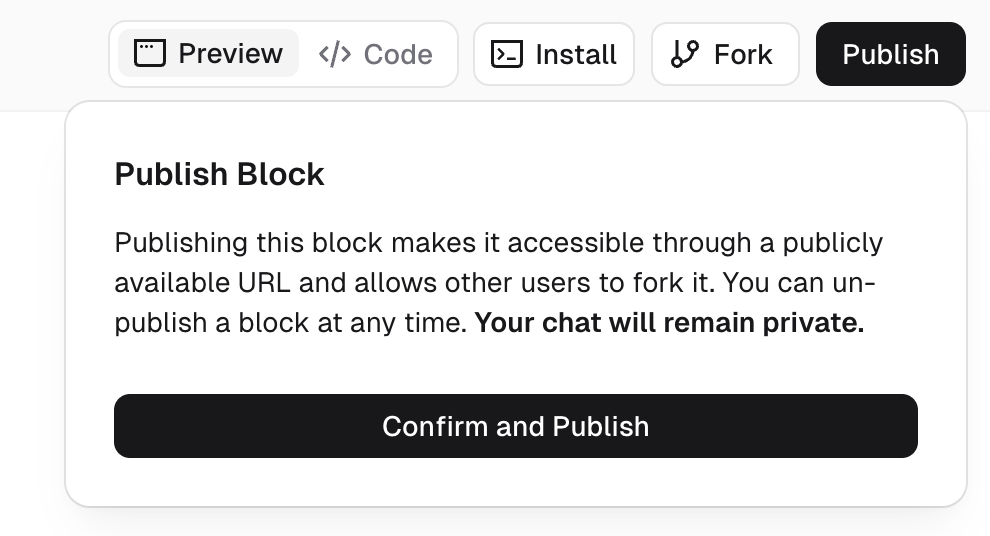 Preview
Code
Install
Fork
Publish
Publish Block
Publishing this block makes it accessible through a publicly
available URL and allows other users to fork it. You can un-
publish a block at any time. Your chat will remain private.
Confirm and Publish